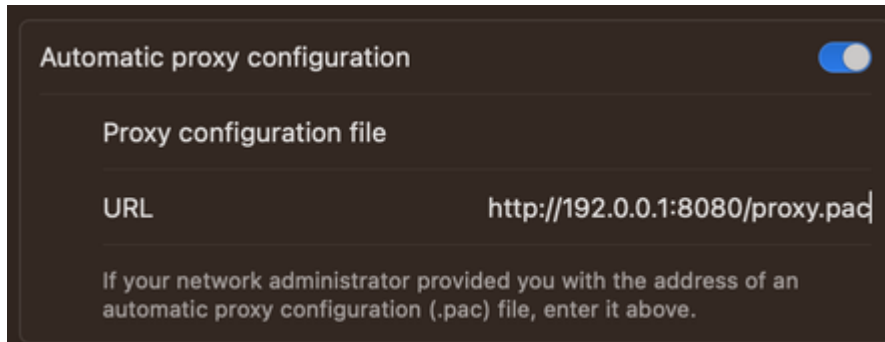 Automatic proxy configuration
Proxy configuration file
URL http://192.0.0.1:8080/proxy.pac
If your network administrator provided you with the address of an
automatic proxy configuration (.pac) file, enter it above.